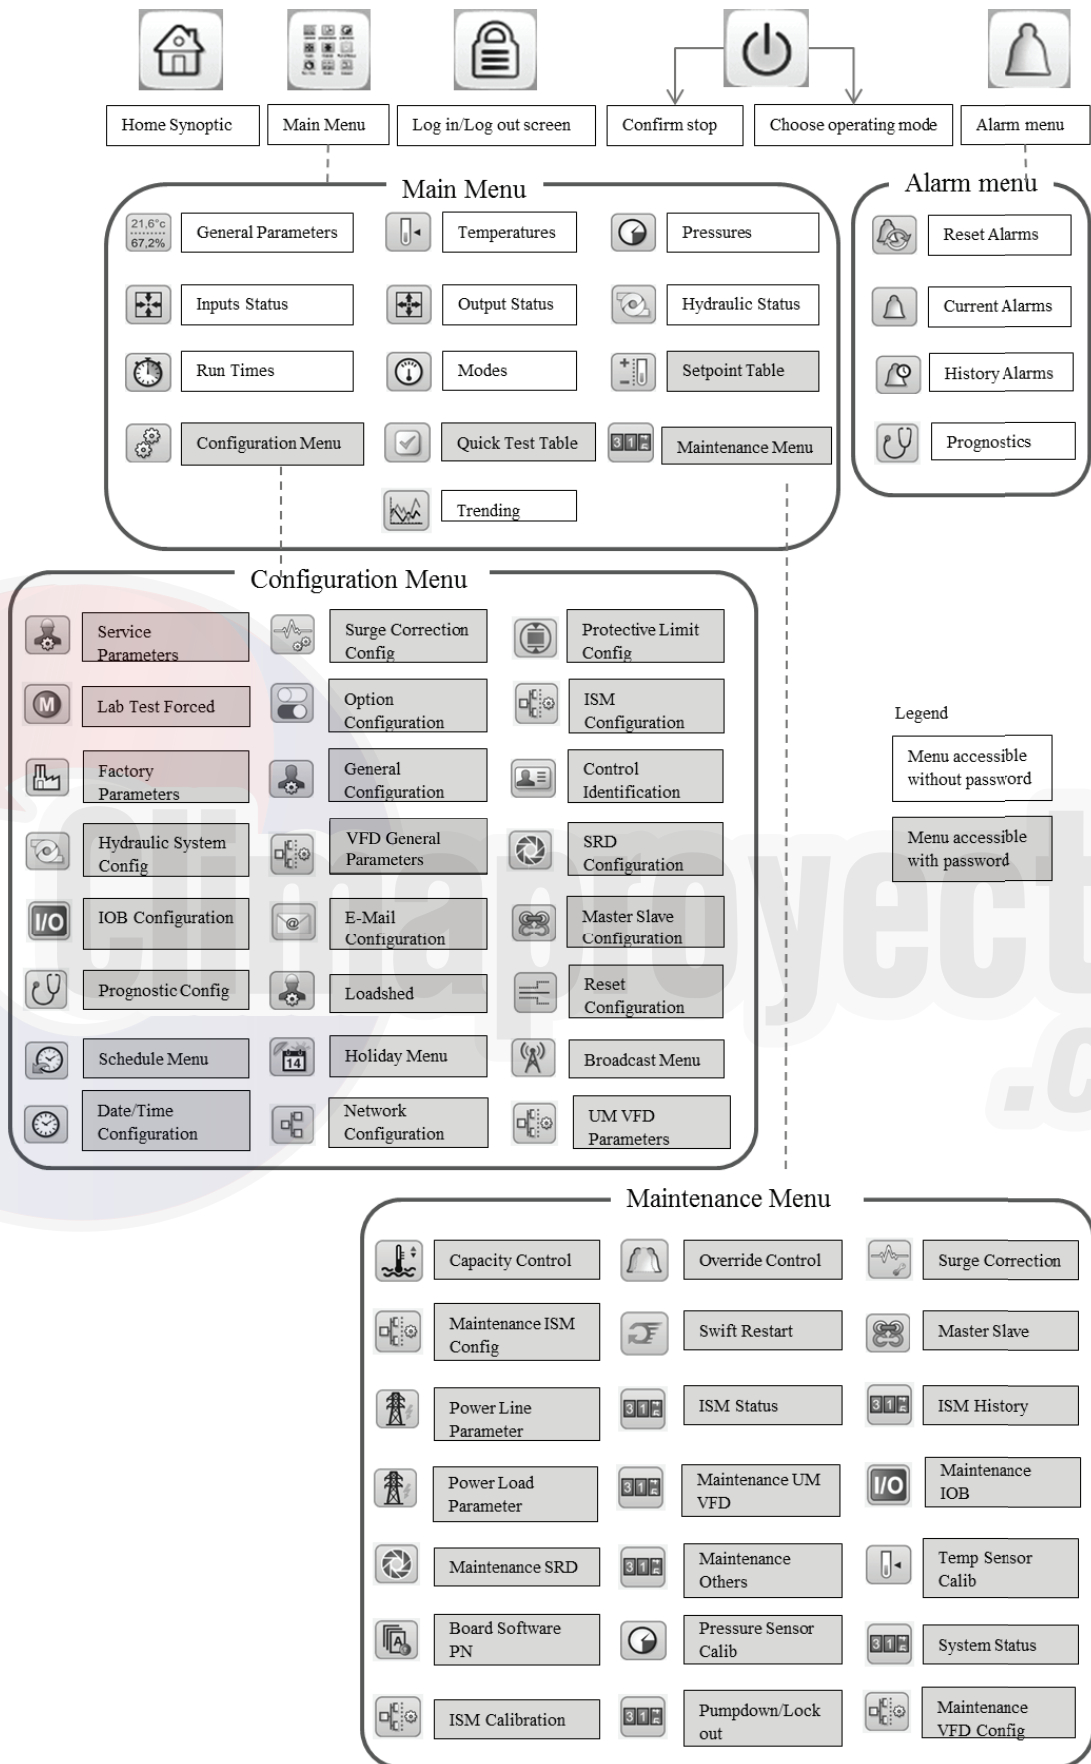 Home Synoptic
Main Menu
Log in/Log out screen
Confirm stop
Choose operating mode
Alarm menu
Main Menu
21,6°c
67,2%
General Parameters
Temperatures
Pressures
Inputs Status
Output Status
Hydraulic Status
Run Times
Modes
Setpoint Table
Configuration Menu
Quick Test Table
Maintenance Menu
Trending
Alarm menu
Reset Alarms
Current Alarms
History Alarms
Prognostics
Configuration Menu
Service
Parameters
Surge Correction
Config
Protective Limit
Config
M
Lab Test Forced
Option
Configuration
ISM
Configuration
Factory
Parameters
General
Configuration
Control
Identification
Hydraulic System
Config
VFD General
Parameters
SRD
Configuration
I/O
IOB Configuration
@
E-Mail
Configuration
Master Slave
Configuration
Prognostic Config
Loadshed
Reset
Configuration
Schedule Menu
14
Holiday Menu
Broadcast Menu
Date/Time
Configuration
Network
Configuration
UM VFD
Parameters
Legend
Menu accessible
without password
Menu accessible
with password
Climaproyect
.c
Maintenance Menu
Capacity Control
Override Control
Surge Correction
Maintenance ISM
Config
Swift Restart
Master Slave
Power Line
Parameter
ISM Status
ISM History
Power Load
Parameter
Maintenance UM
VFD
I/O
Maintenance
IOB
Maintenance SRD
Maintenance
Others
Temp Sensor
Calib
A
Board Software
PN
Pressure Sensor
Calib
System Status
ISM Calibration
Pumpdown/Lock
out
Maintenance
VFD Config